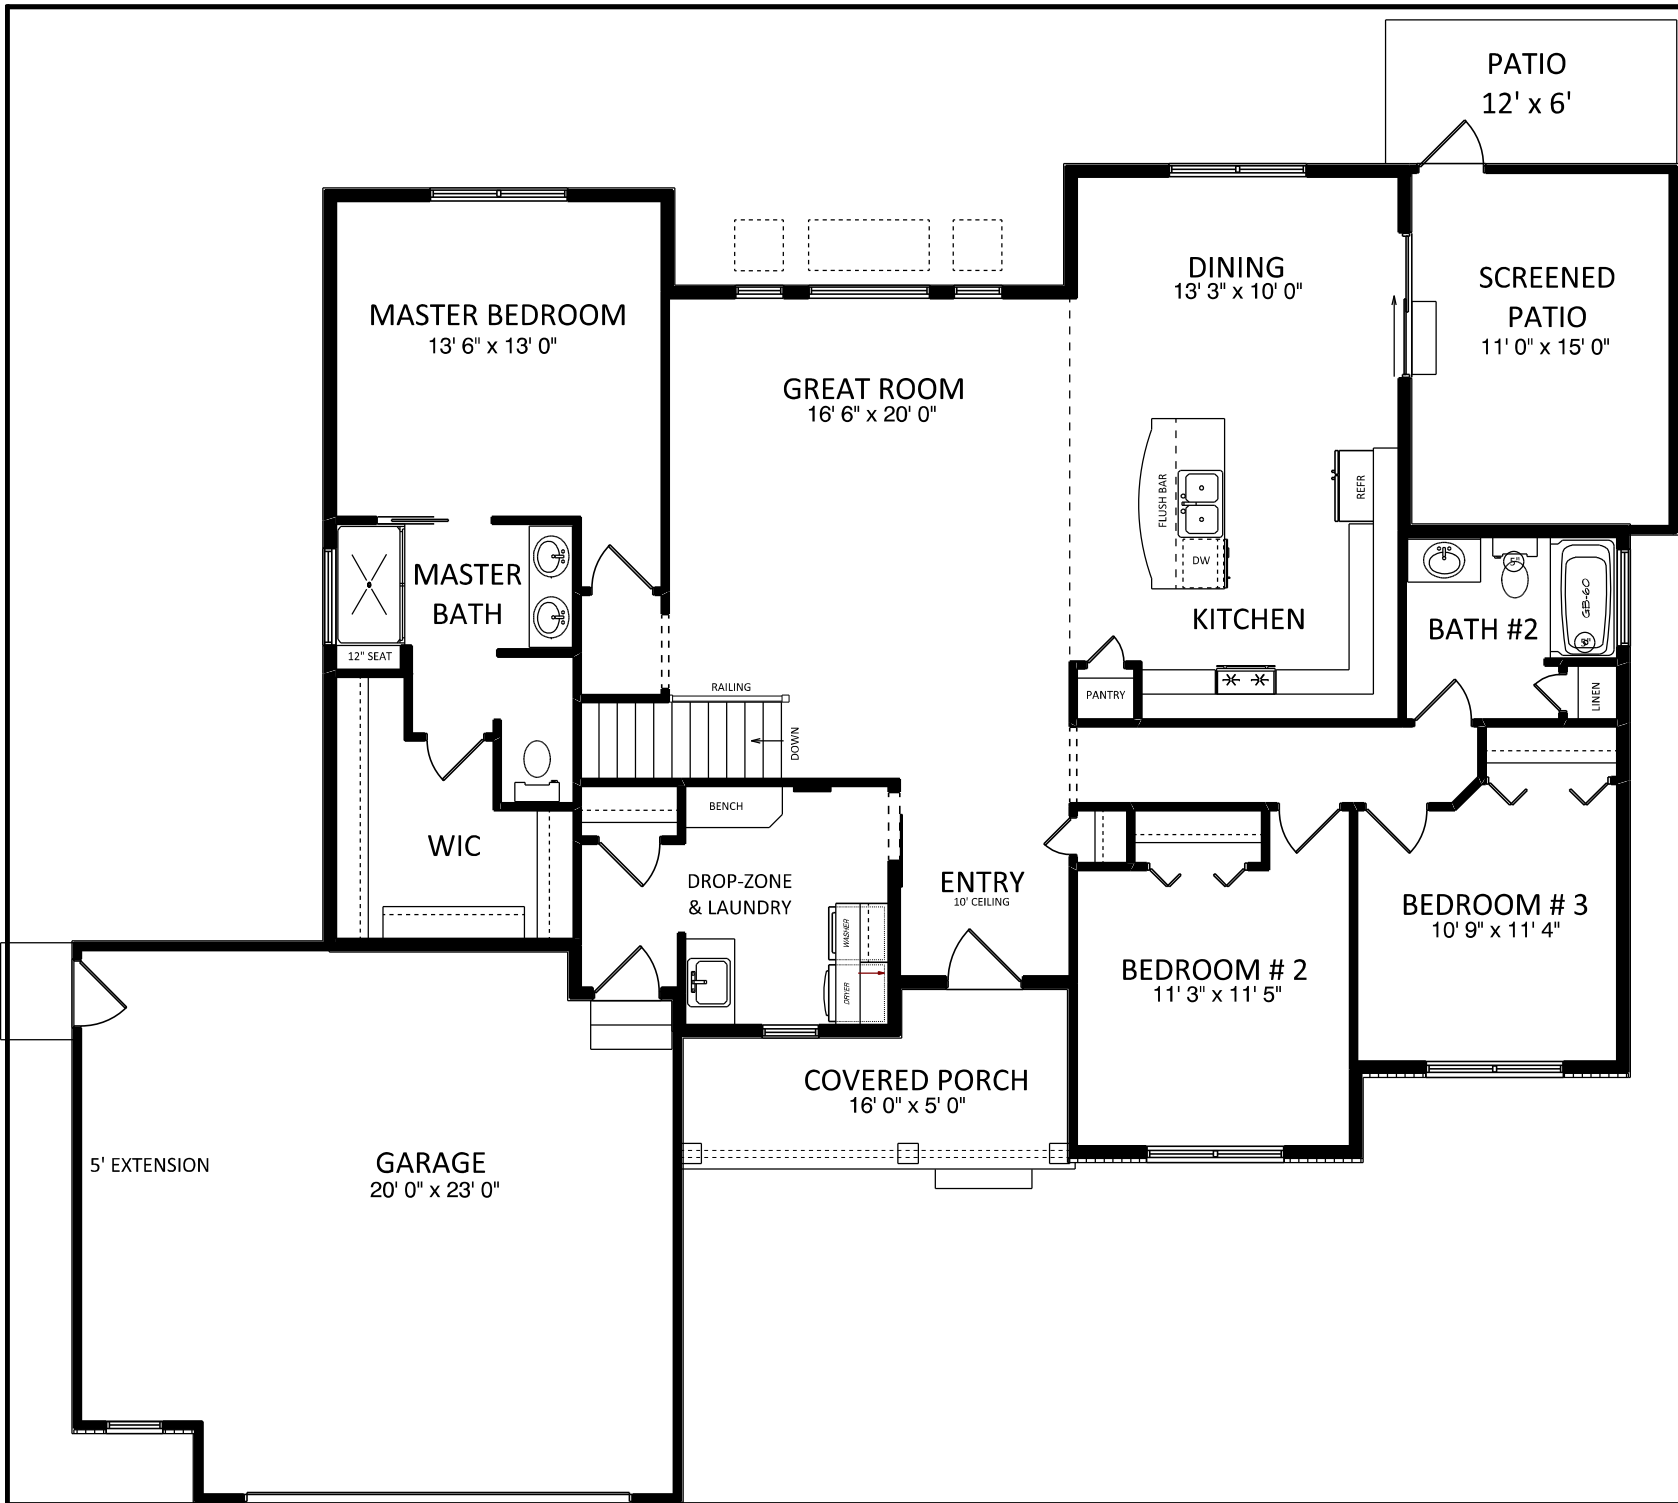 PATIO
12' x 6'
MASTER BEDROOM
13' 6" x 13' 0"
GREAT ROOM
16' 6" x 20' 0"
DINING
13' 3" x 10' 0"
SCREENED
PATIO
11' 0" x 15' 0"
FLUSH BAR
DW
REFR
KITCHEN
PANTRY
MASTER
BATH
12" SEAT
BATH #2
GB-60
LINEN
RAILING
DOWN
WIC
BENCH
DROP-ZONE
& LAUNDRY
WASHER
DRYER
ENTRY
10' CEILING
BEDROOM # 2
11' 3" x 11' 5"
BEDROOM # 3
10' 9" x 11' 4"
COVERED PORCH
16' 0" x 5' 0"
5' EXTENSION
GARAGE
20' 0" x 23' 0"